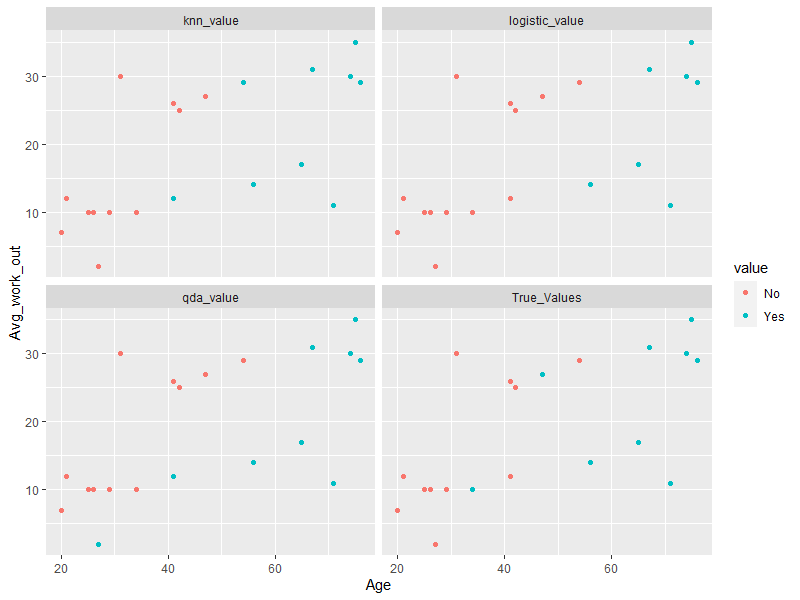 knn_value
logistic_value
30
20
10
qda_value
True_Values
30
20
10
20
40
60
20
40
60
Age
Avg_work_out
value
No
Yes